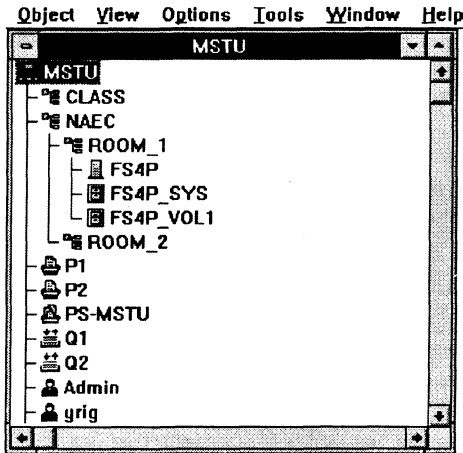 Object View Options Tools Window Help
MSTU
MSTU
CLASS
NAEC
ROOM_1
FS4P
FS4P_SYS
FS4P_VOL1
ROOM_2
P1
P2
PS-MSTU
Q1
Q2
Admin
yrig